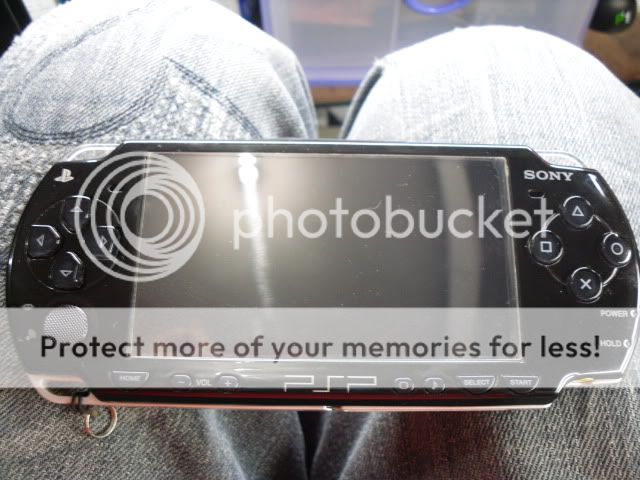 SONY
photobucket
POWER
Protect more of your memories for less!
HOLD
HOME
VOL
PSP
SELECT
START